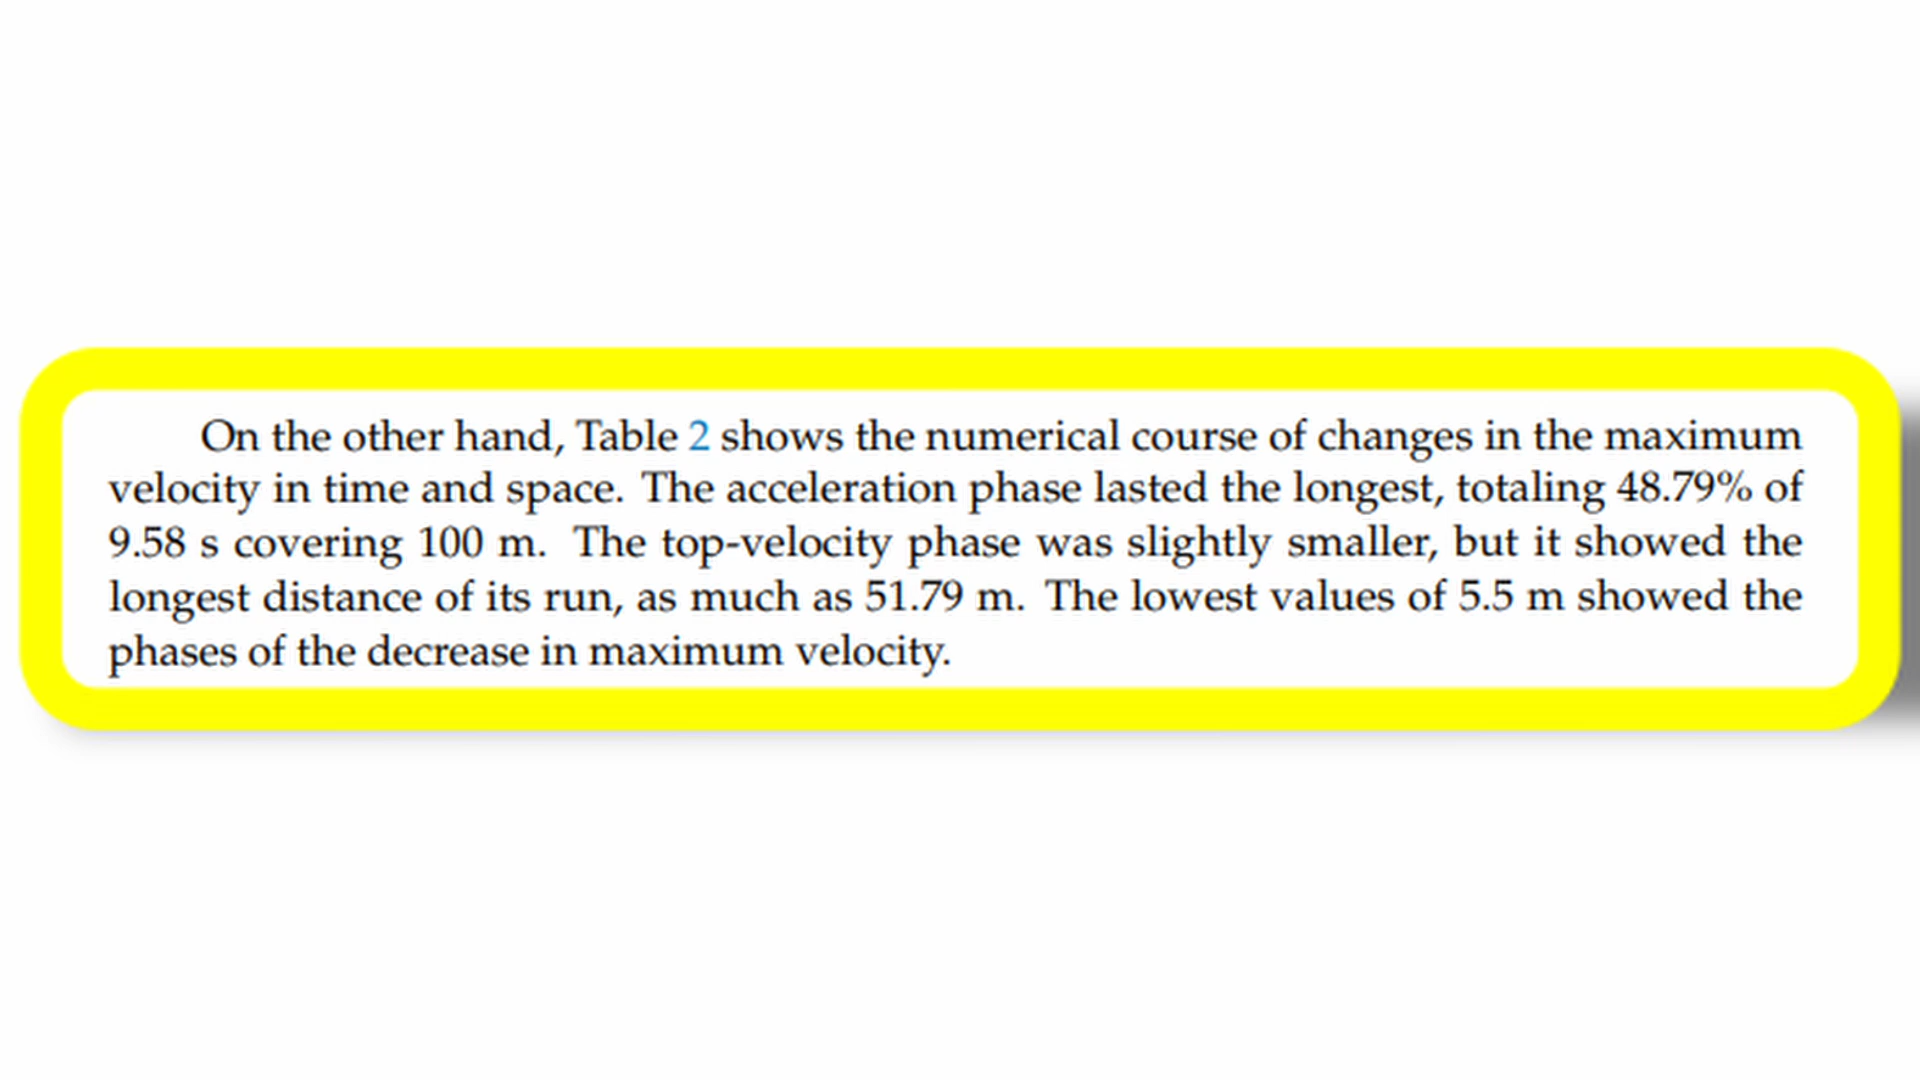 On the other hand, Table 2 shows the numerical course of changes in the maximum
velocity in time and space. The acceleration phase lasted the longest, totaling 48.79% of
9.58 s covering 100 m. The top-velocity phase was slightly smaller, but it showed the
longest distance of its run, as much as 51.79 m. The lowest values of 5.5 m showed the
phases of the decrease in maximum velocity.